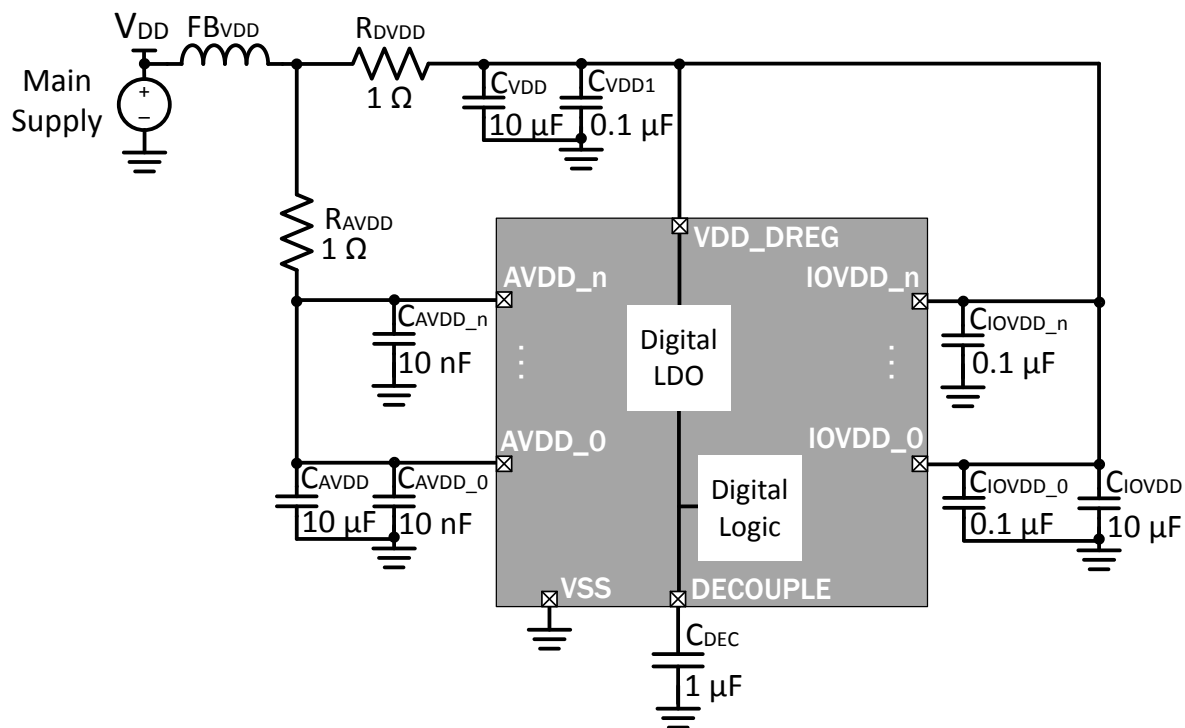 VDD
FBVDD
RDVDD
1 Ω
Main
Supply
+
−
CVDD
10 µF
CVDD1
0.1 µF
RAVDD
1 Ω
VDD_DREG
AVDD_n
IOVDD_n
CAVDD_n
10 nF
Digital
LDO
CIOVDD_n
0.1 µF
AVDD_0
IOVDD_0
CAVDD
10 µF
CAVDD_0
10 nF
Digital
Logic
CIOVDD_0
0.1 µF
CIOVDD
10 µF
VSS
DECOUPLE
CDEC
1 µF